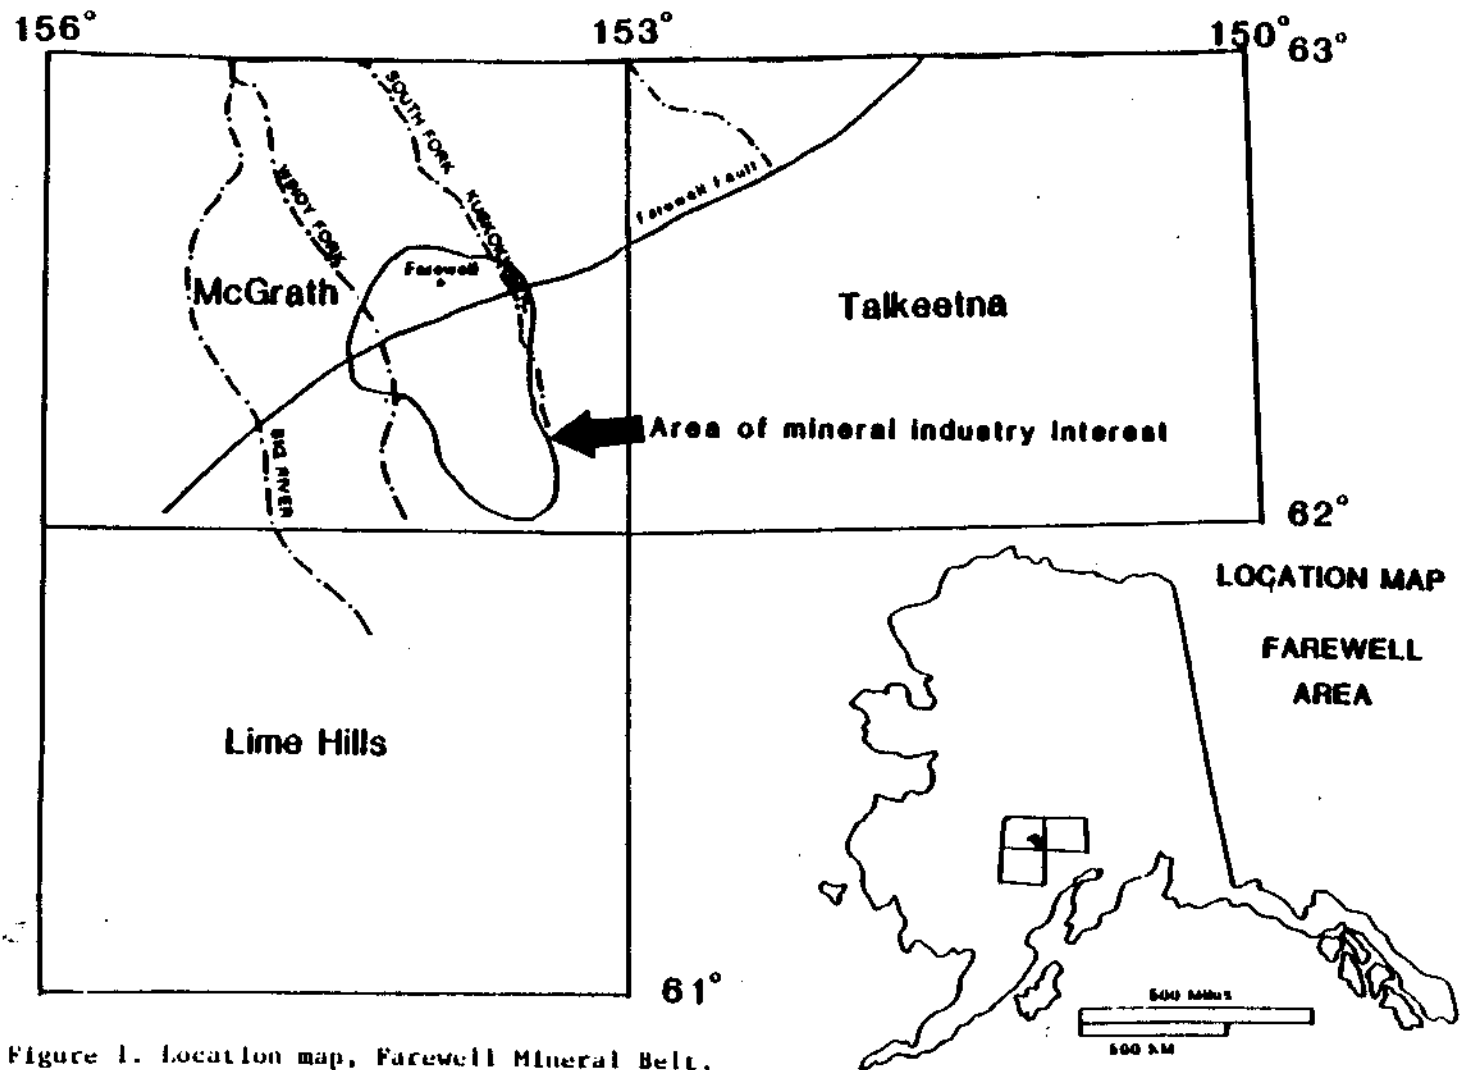 156°
153°
150°
63°
SOUTH FORK
KUSKOKWIM
WINDY FORK
Farewell Fault
Farewell
McGrath
Talkeetna
Area of mineral industry interest
BIG RIVER
62°
LOCATION MAP
FAREWELL
AREA
Lime Hills
61°
500 Miles
500 KM
Figure 1. Location map, Farewell Mineral Belt.